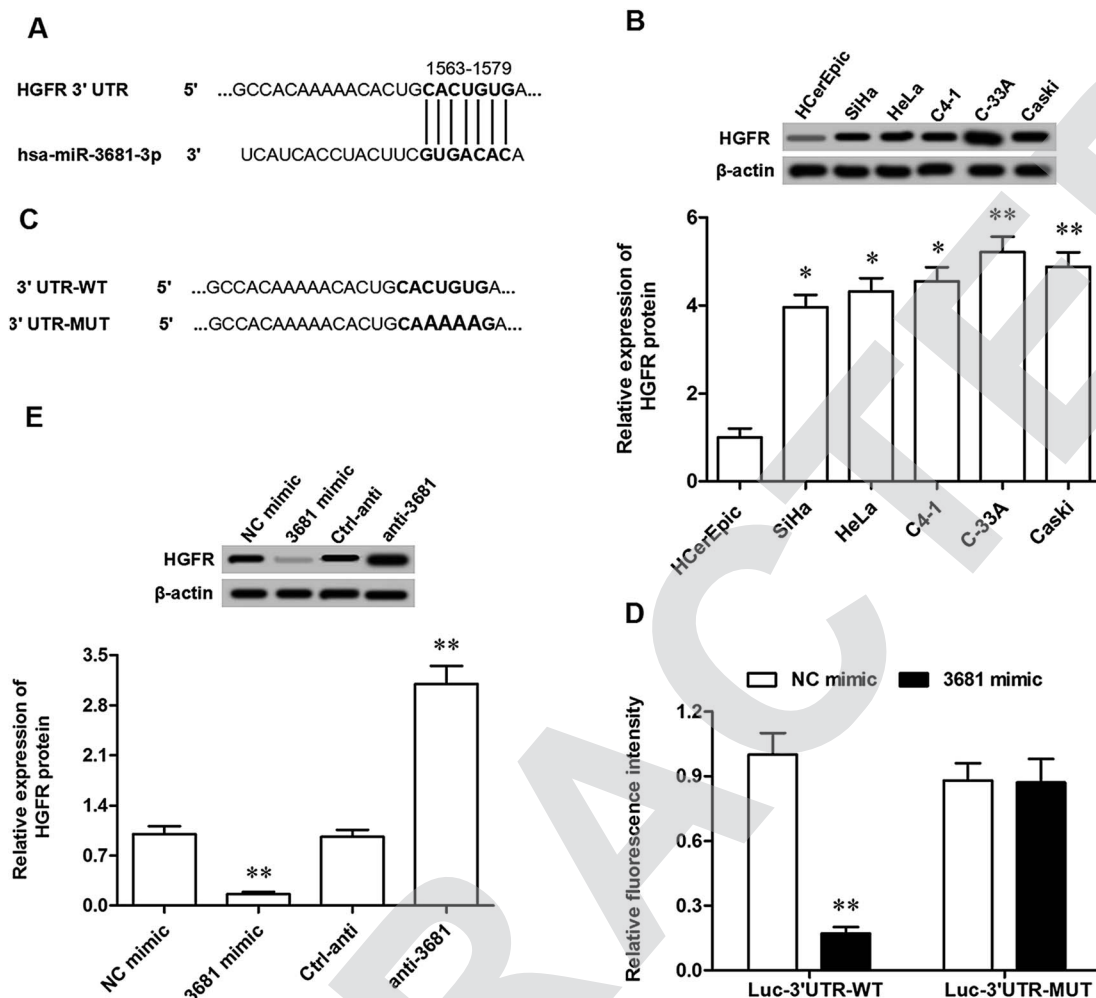 A
1563-1579
HGFR 3' UTR 5' ...GCCACAAAAACACUGCACUGUGA...
hsa-miR-3681-3p 3' UCAUCACCUACUUCGUGACACA
B
HCerEpic SiHa HeLa C4-1 C-33A Caski
HGFR
β-actin
Relative expression of
HGFR protein
6
4
2
0
* * * ** **
HCerEpic SiHa HeLa C4-1 C-33A Caski
C
3' UTR-WT 5' ...GCCACAAAAACACUGCACUGUGA...
3' UTR-MUT 5' ...GCCACAAAAACACUGCAAAAAGA...
E
NC mimic 3681 mimic Ctrl-anti anti-3681
HGFR
β-actin
Relative expression of
HGFR protein
3.5
2.8
2.1
1.4
0.7
0.0
** **
NC mimic 3681 mimic Ctrl-anti anti-3681
D
NC mimic 3681 mimic
Relative fluorescence intensity
1.2
0.9
0.6
0.3
0.0
**
Luc-3'UTR-WT Luc-3'UTR-MUT